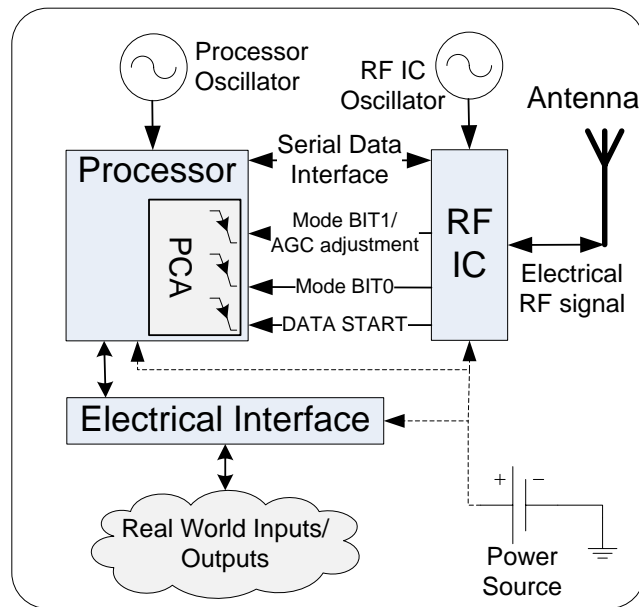 Processor
Oscillator
RF IC
Oscillator
Antenna
Processor
Serial Data
Interface
RF
IC
PCA
Mode BIT1/
AGC adjustment
Mode BIT0
DATA START
Electrical
RF signal
Electrical Interface
Real World Inputs/
Outputs
+
−
Power
Source